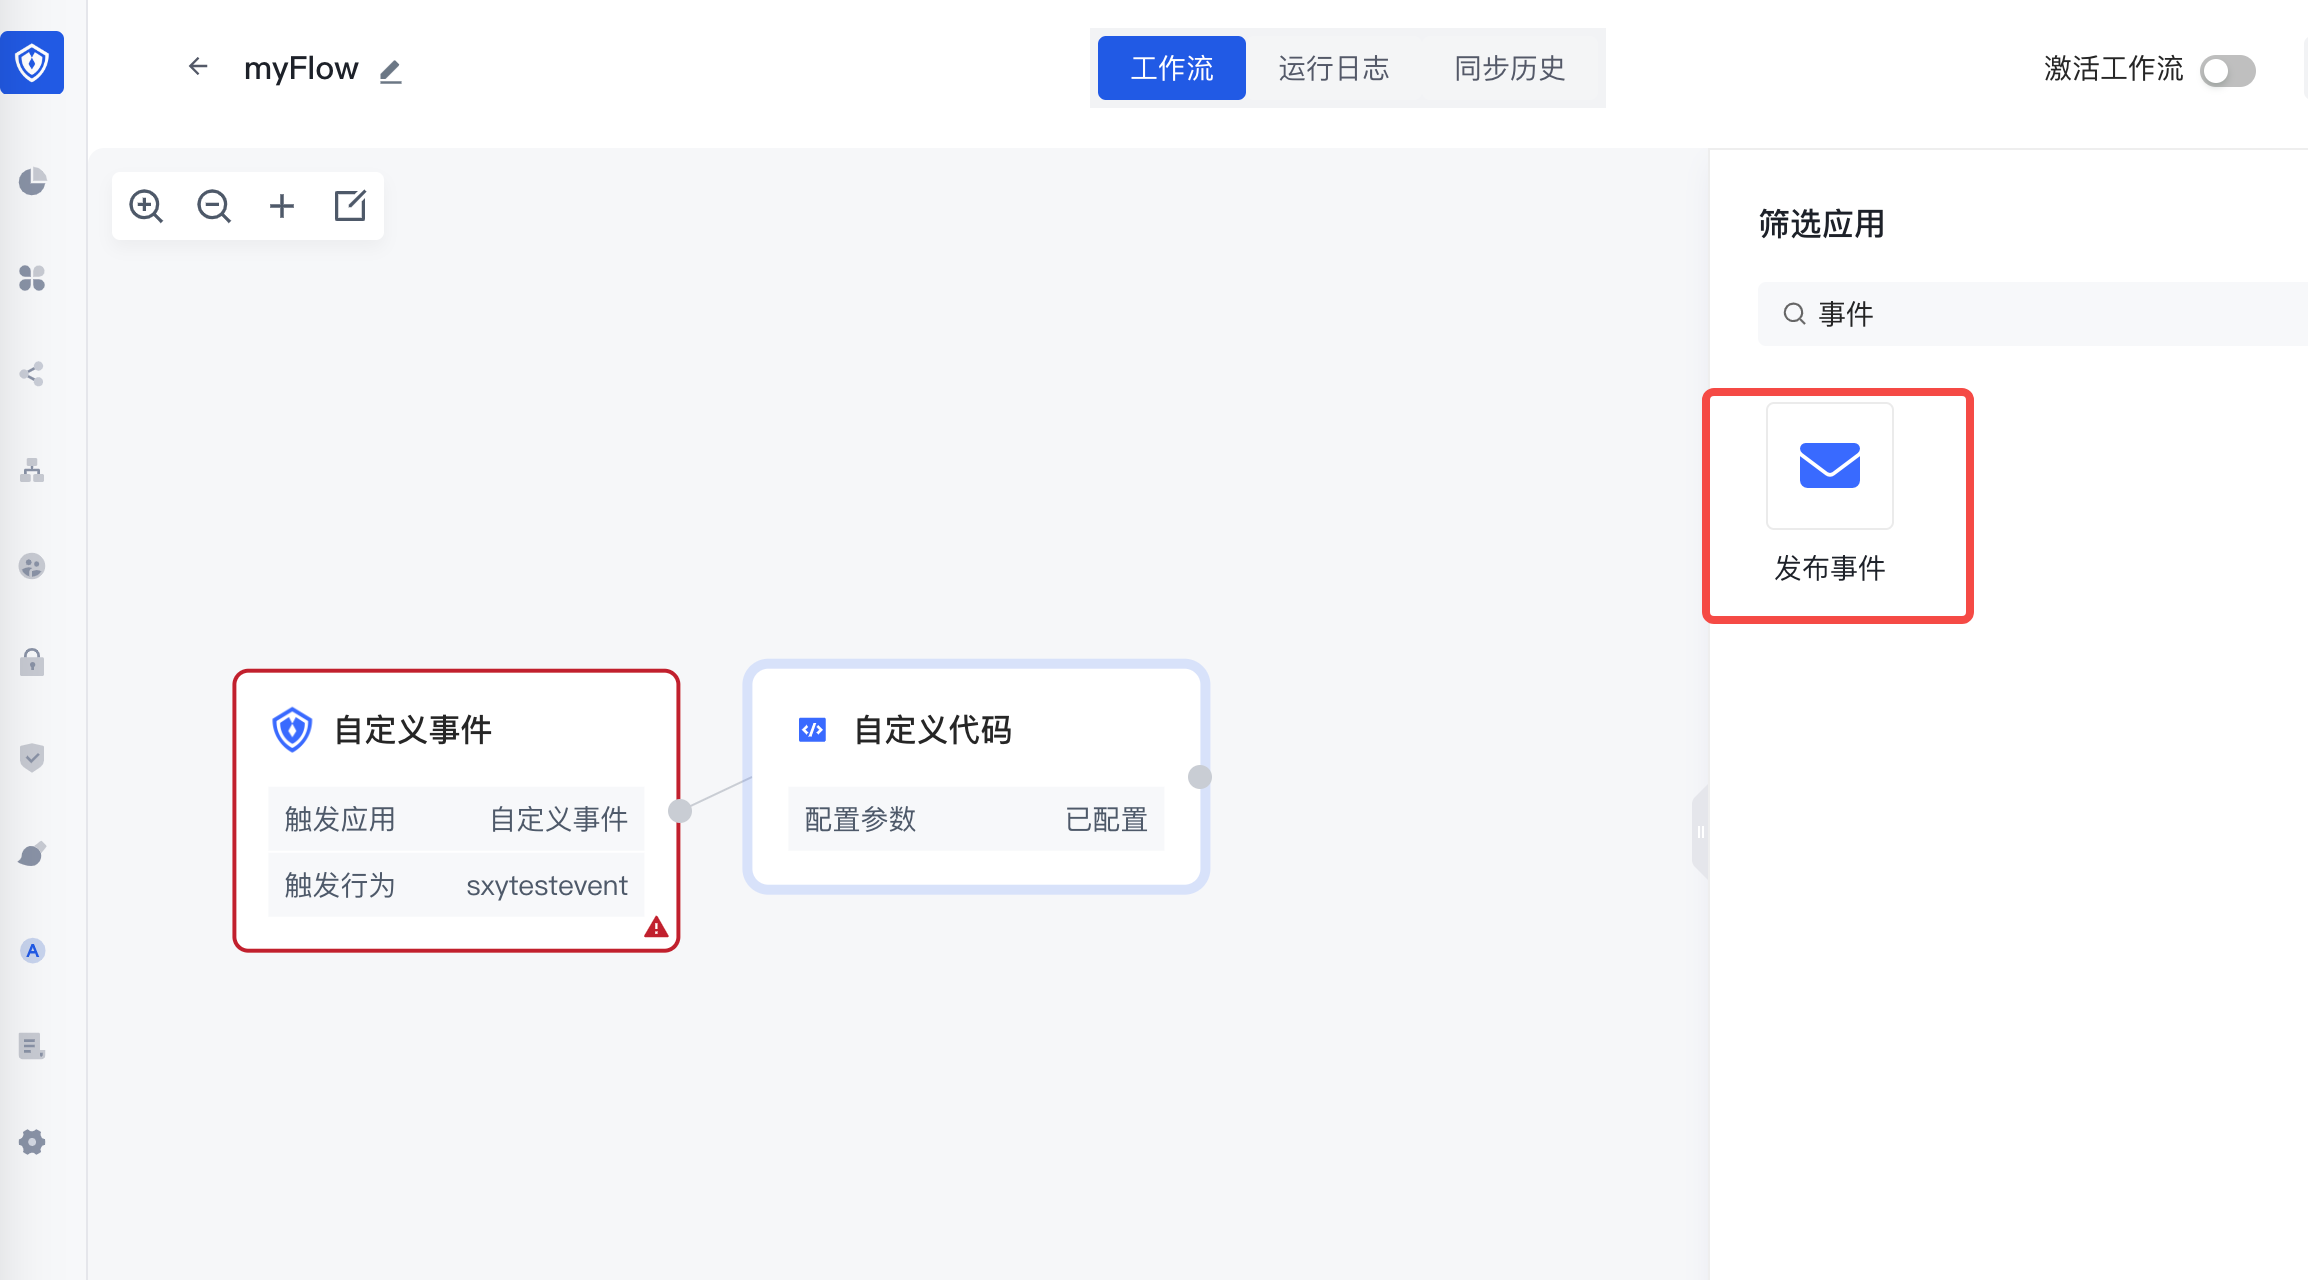 myFlow
工作流 运行日志 同步历史
激活工作流
筛选应用
事件
发布事件
自定义事件
触发应用 自定义事件
触发行为 sxytestevent
自定义代码
配置参数 已配置
A